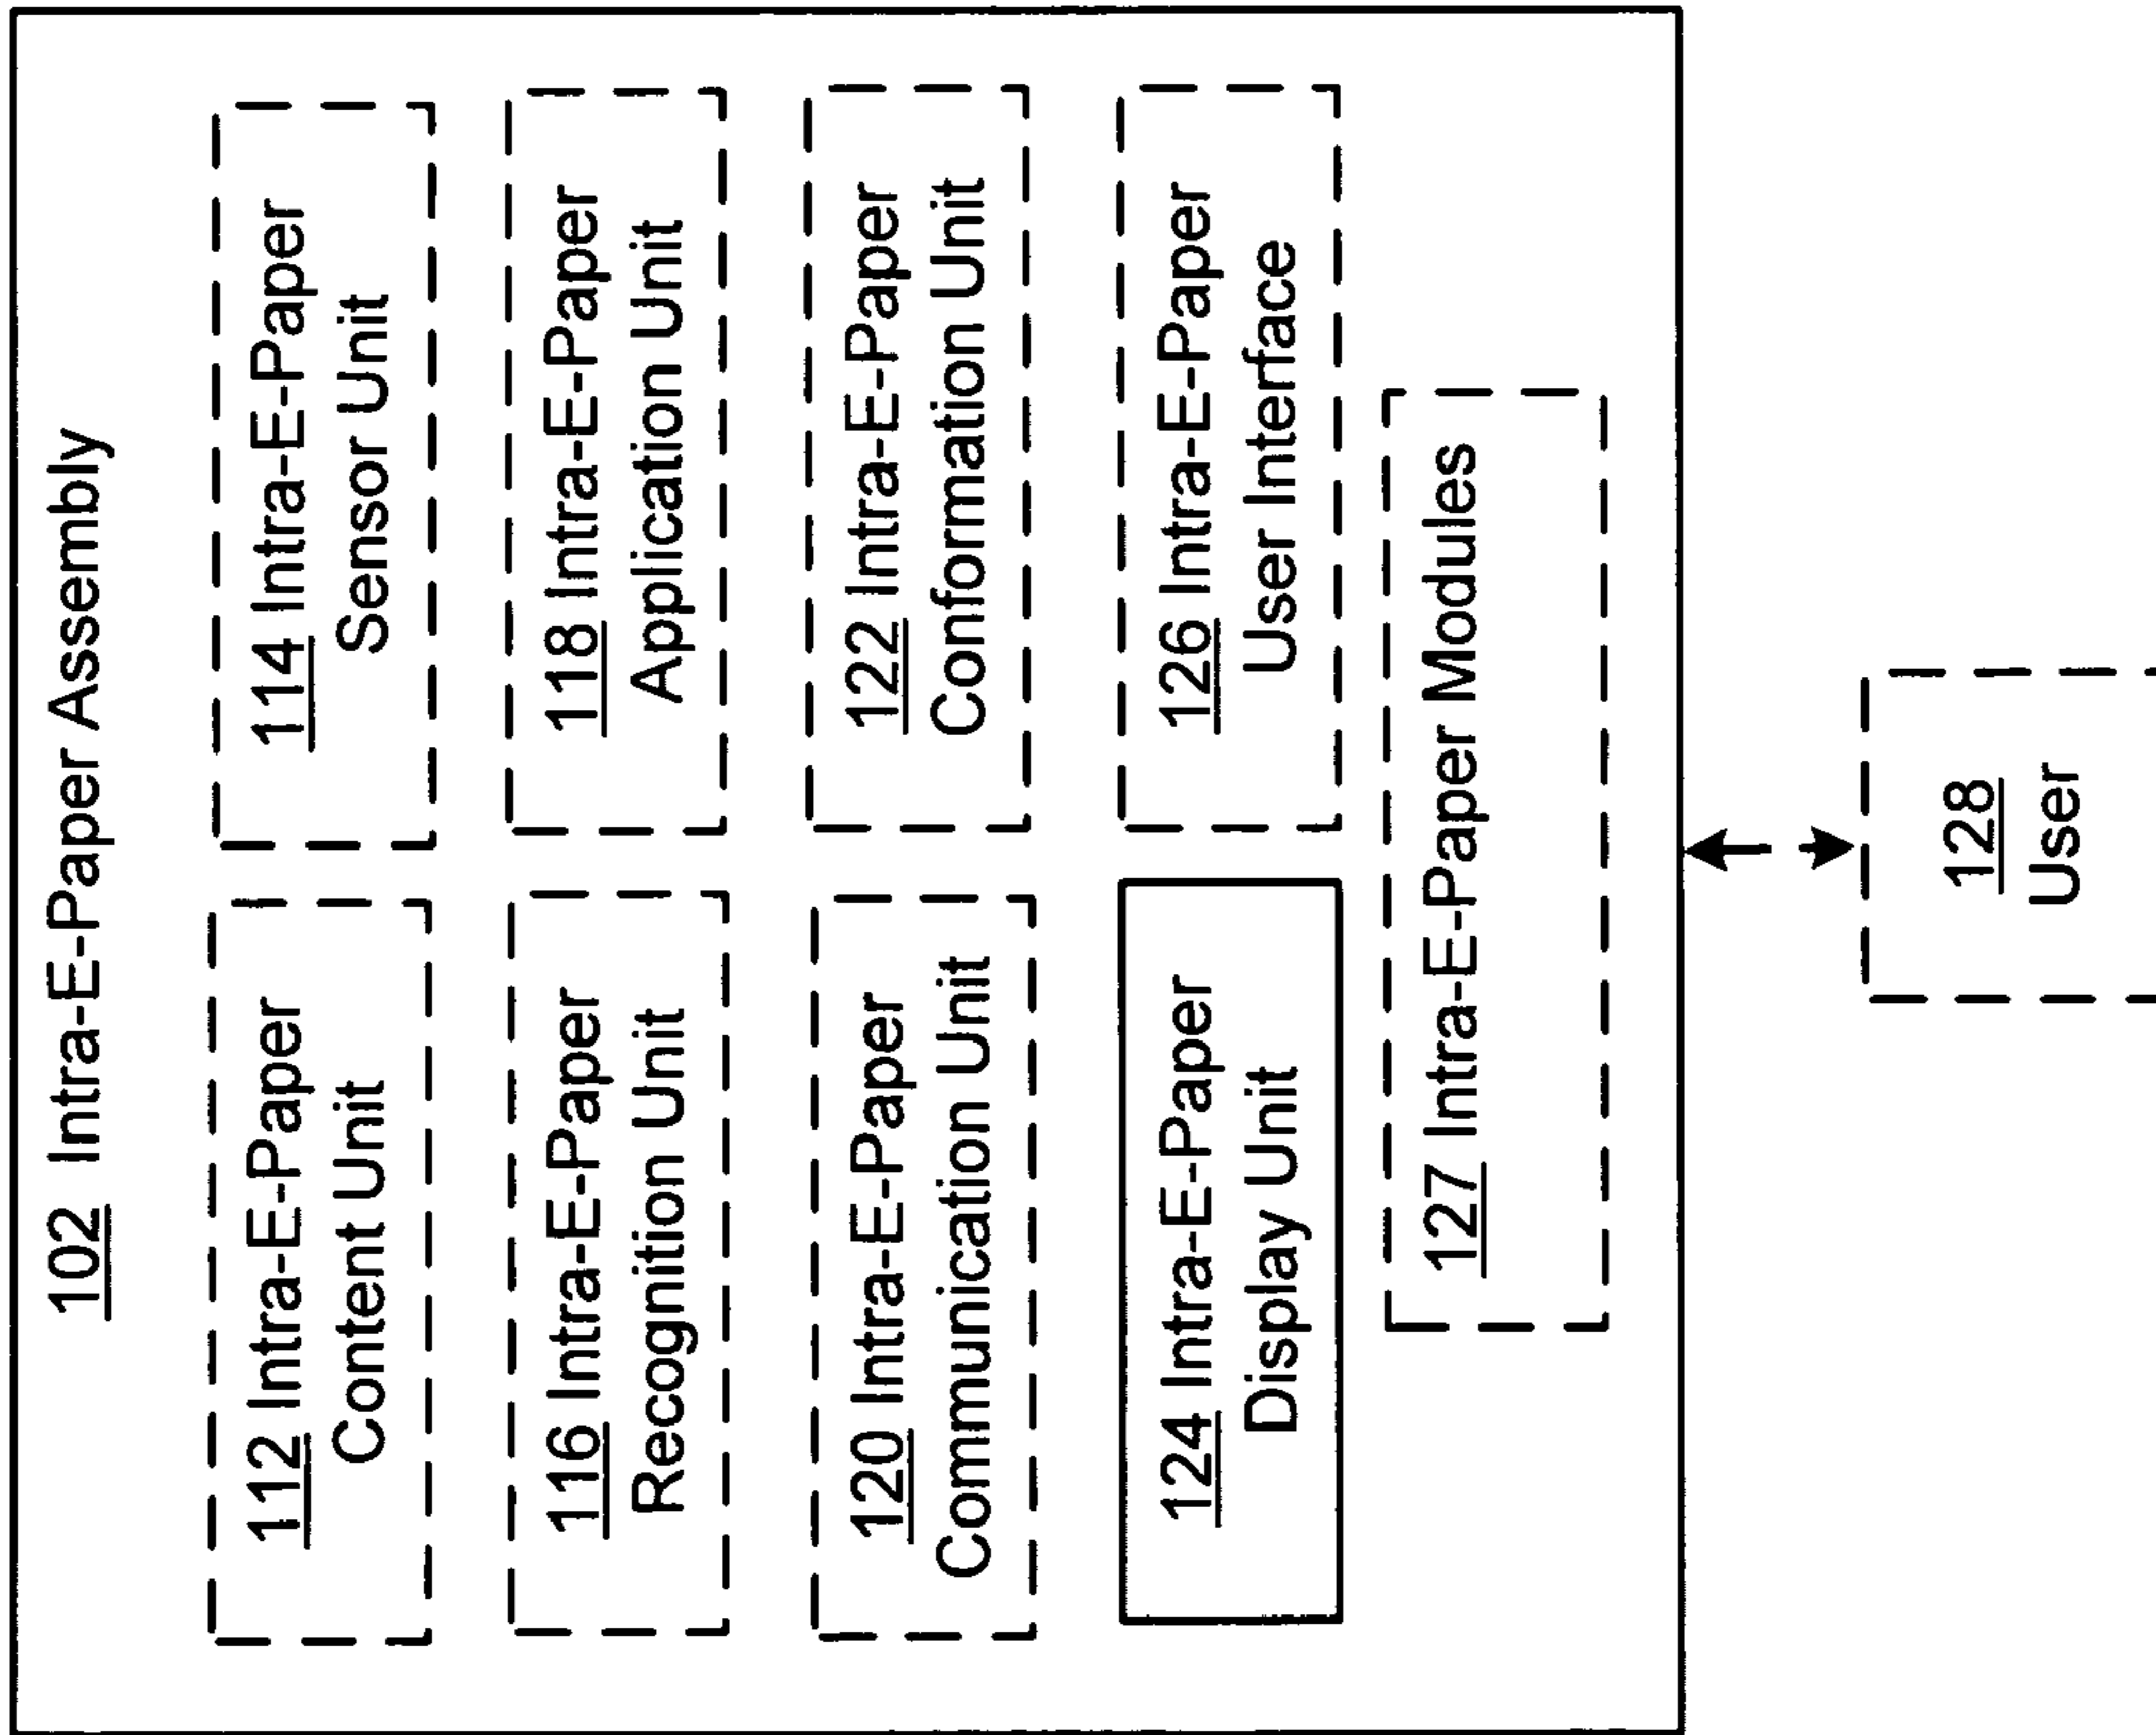 102 Intra-E-Paper Assembly
112 Intra-E-Paper
Content Unit
114 Intra-E-Paper
Sensor Unit
116 Intra-E-Paper
Recognition Unit
118 Intra-E-Paper
Application Unit
120 Intra-E-Paper
Communication Unit
122 Intra-E-Paper
Conformation Unit
124 Intra-E-Paper
Display Unit
126 Intra-E-Paper
User Interface
127 Intra-E-Paper Modules
128
User